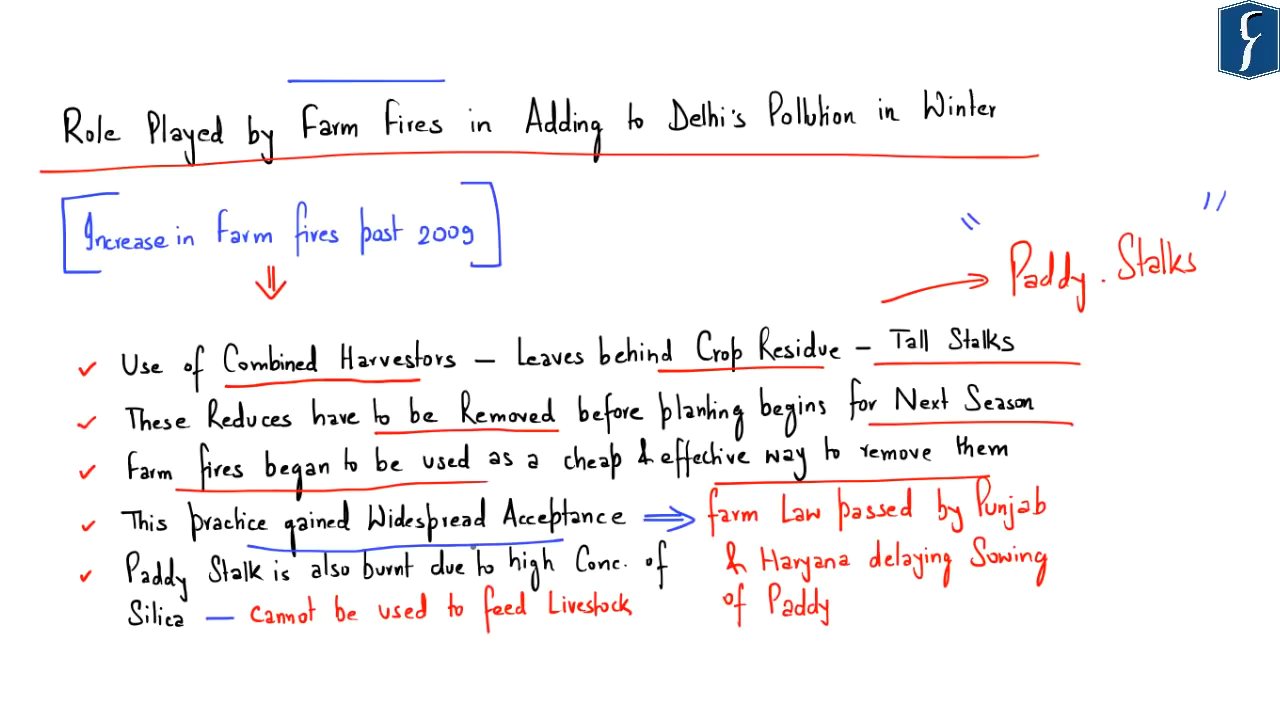 Role Played by Farm Fires in Adding to Delhi's Pollution in Winter
[Increase in Farm fires past 2009]
" Paddy. Stalks "
Use of Combined Harvestors – Leaves behind Crop Residue – Tall Stalks
These Reduces have to be Removed before planting begins for Next Season
Farm fires began to be used as a cheap & effective way to remove them
This practice gained Widespread Acceptance ⇒ farm Law passed by Punjab
& Haryana delaying Sowing
of Paddy
Paddy Stalk is also burnt due to high Conc. of
Silica – cannot be used to feed Livestock